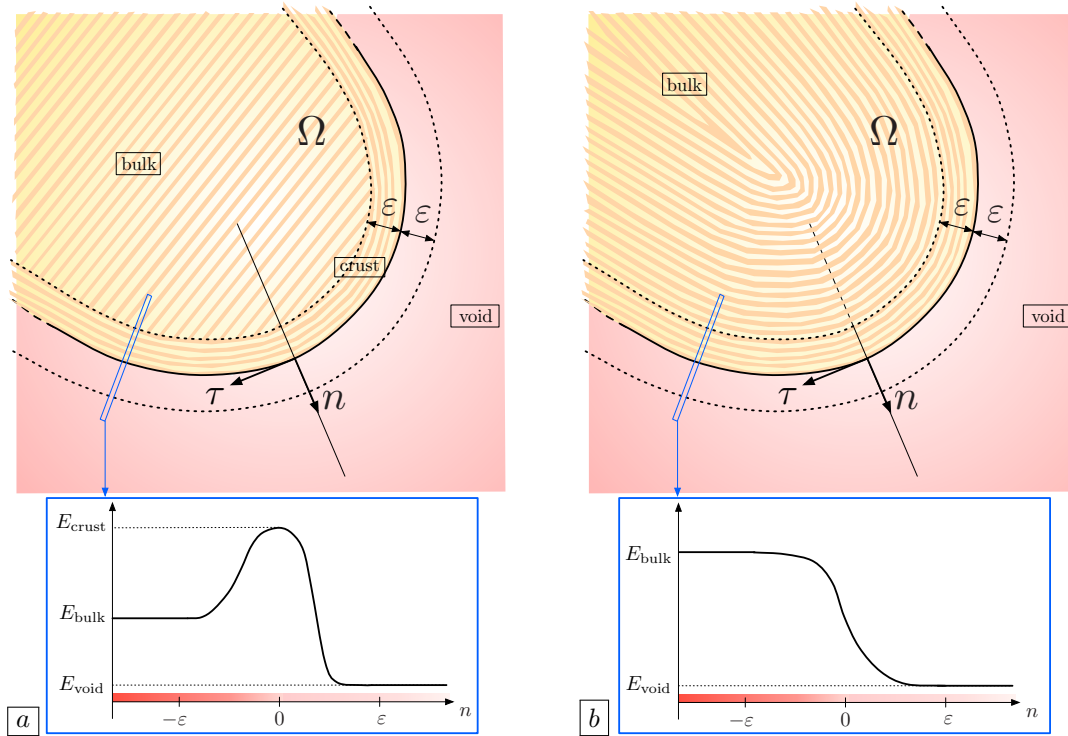 Ω
bulk
ε
ε
crust
void
τ
n
E_crust
E_bulk
E_void
−ε
0
ε
n
a
bulk
Ω
ε
ε
void
τ
n
E_bulk
E_void
−ε
0
ε
n
b